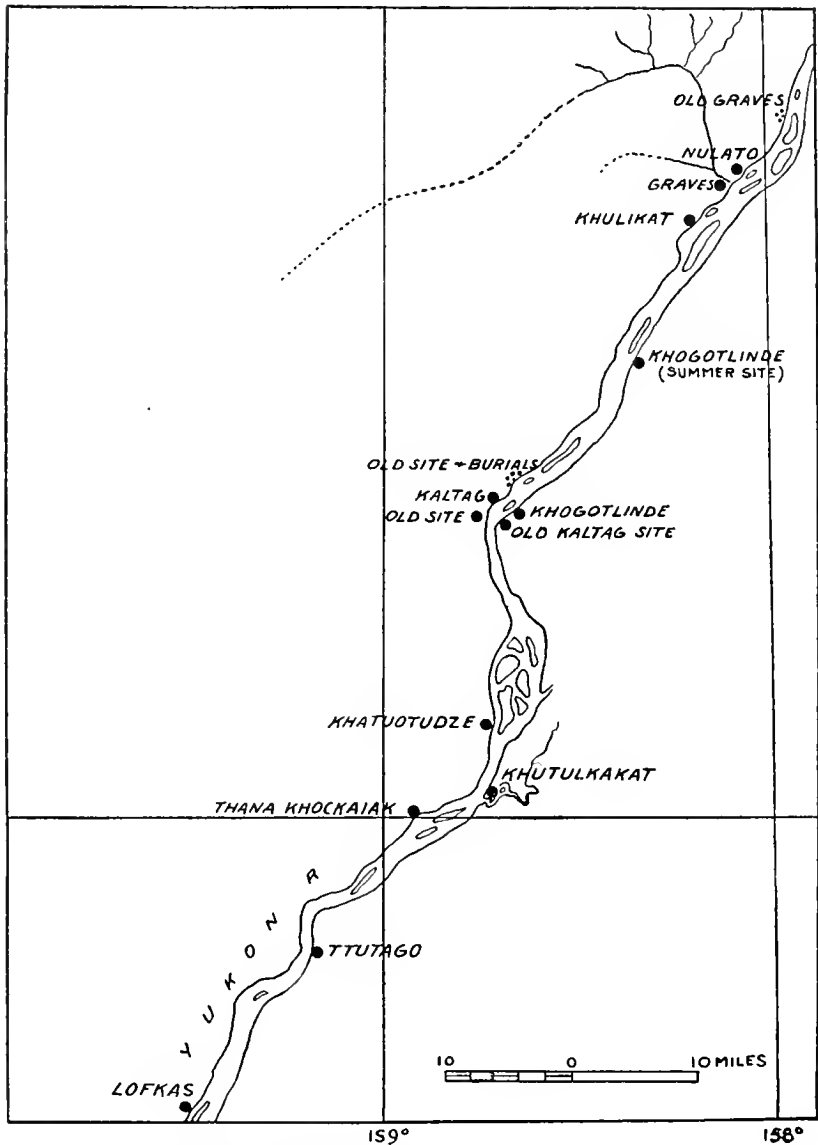 OLD GRAVES
NULATO
GRAVES
KHULIKAT
KHOGOTLINDE
(SUMMER SITE)
OLD SITE + BURIALS
KALTAG
OLD SITE
KHOGOTLINDE
OLD KALTAG SITE
KHATUOTUDZE
KHUTULKAKAT
THANA KHOCKAIAK
YUKON R
TTUTAGO
10 0 10 MILES
LOFKAS
159° 158°